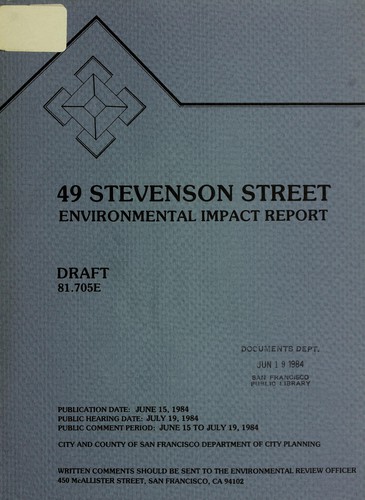 49 STEVENSON STREET
ENVIRONMENTAL IMPACT REPORT
DRAFT
81.705E
DOCUMENTS DEPT.
JUN 19 1984
SAN FRANCISCO
PUBLIC LIBRARY
PUBLICATION DATE: JUNE 15, 1984
PUBLIC HEARING DATE: JULY 19, 1984
PUBLIC COMMENT PERIOD: JUNE 15 TO JULY 19, 1984
CITY AND COUNTY OF SAN FRANCISCO DEPARTMENT OF CITY PLANNING
WRITTEN COMMENTS SHOULD BE SENT TO THE ENVIRONMENTAL REVIEW OFFICER
450 McALLISTER STREET, SAN FRANCISCO, CA 94102